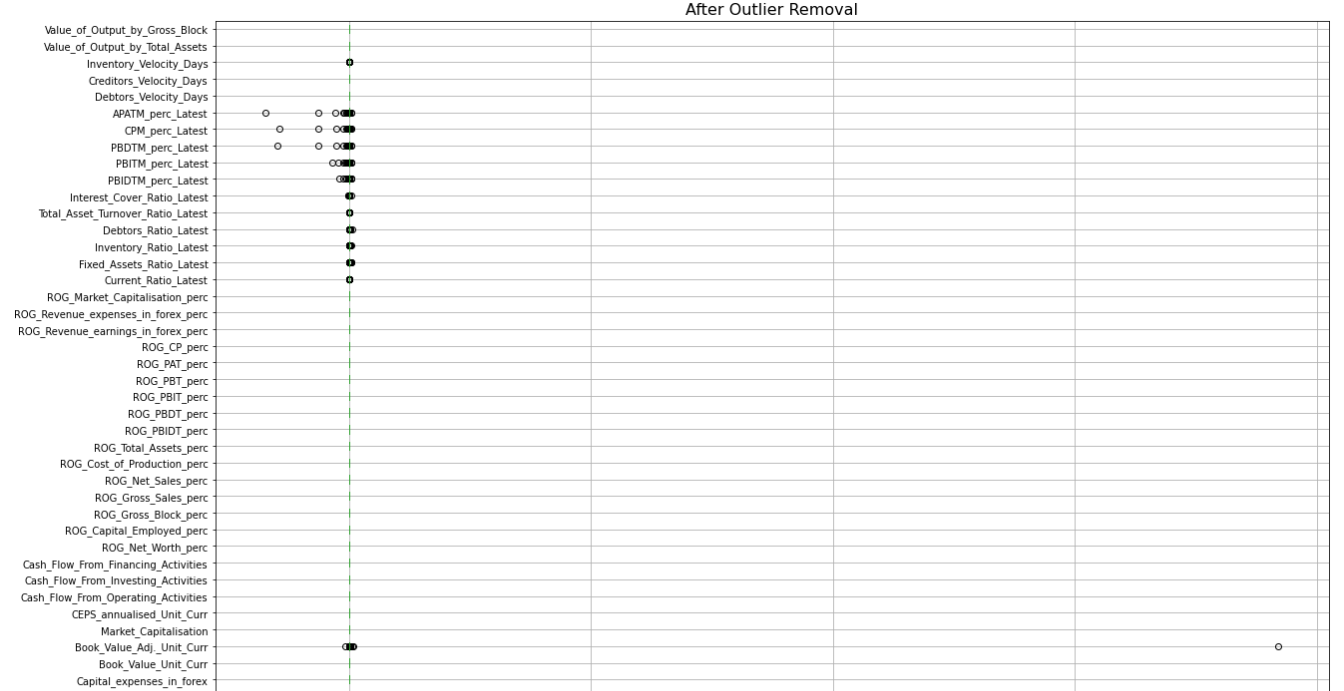 After Outlier Removal
Value_of_Output_by_Gross_Block
Value_of_Output_by_Total_Assets
Inventory_Velocity_Days
Creditors_Velocity_Days
Debtors_Velocity_Days
APATM_perc_Latest
CPM_perc_Latest
PBDTM_perc_Latest
PBITM_perc_Latest
PBIDTM_perc_Latest
Interest_Cover_Ratio_Latest
Total_Asset_Turnover_Ratio_Latest
Debtors_Ratio_Latest
Inventory_Ratio_Latest
Fixed_Assets_Ratio_Latest
Current_Ratio_Latest
ROG_Market_Capitalisation_perc
ROG_Revenue_expenses_in_forex_perc
ROG_Revenue_earnings_in_forex_perc
ROG_CP_perc
ROG_PAT_perc
ROG_PBT_perc
ROG_PBIT_perc
ROG_PBDT_perc
ROG_PBIDT_perc
ROG_Total_Assets_perc
ROG_Cost_of_Production_perc
ROG_Net_Sales_perc
ROG_Gross_Sales_perc
ROG_Gross_Block_perc
ROG_Capital_Employed_perc
ROG_Net_Worth_perc
Cash_Flow_From_Financing_Activities
Cash_Flow_From_Investing_Activities
Cash_Flow_From_Operating_Activities
CEPS_annualised_Unit_Curr
Market_Capitalisation
Book_Value_Adj._Unit_Curr
Book_Value_Unit_Curr
Capital_expenses_in_forex